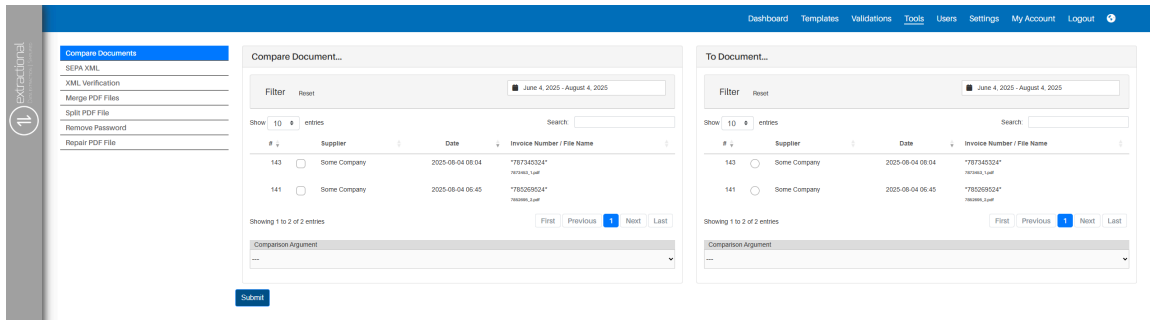 Dashboard Templates Validations Tools Users Settings My Account Logout
extractional
Compare Documents
SEPA XML
XML Verification
Merge PDF Files
Split PDF File
Remove Password
Repair PDF File
Compare Document...
Filter Reset June 4, 2025 - August 4, 2025
Show 10 entries Search:
# Supplier Date Invoice Number / File Name
143 Some Company 2025-08-04 08:04 "787345324"
141 Some Company 2025-08-04 06:45 "785269524"
Showing 1 to 2 of 2 entries First Previous 1 Next Last
Comparison Argument
---
To Document...
Filter Reset June 4, 2025 - August 4, 2025
Show 10 entries Search:
# Supplier Date Invoice Number / File Name
143 Some Company 2025-08-04 08:04 "787345324"
141 Some Company 2025-08-04 06:45 "785269524"
Showing 1 to 2 of 2 entries First Previous 1 Next Last
Comparison Argument
---
Submit